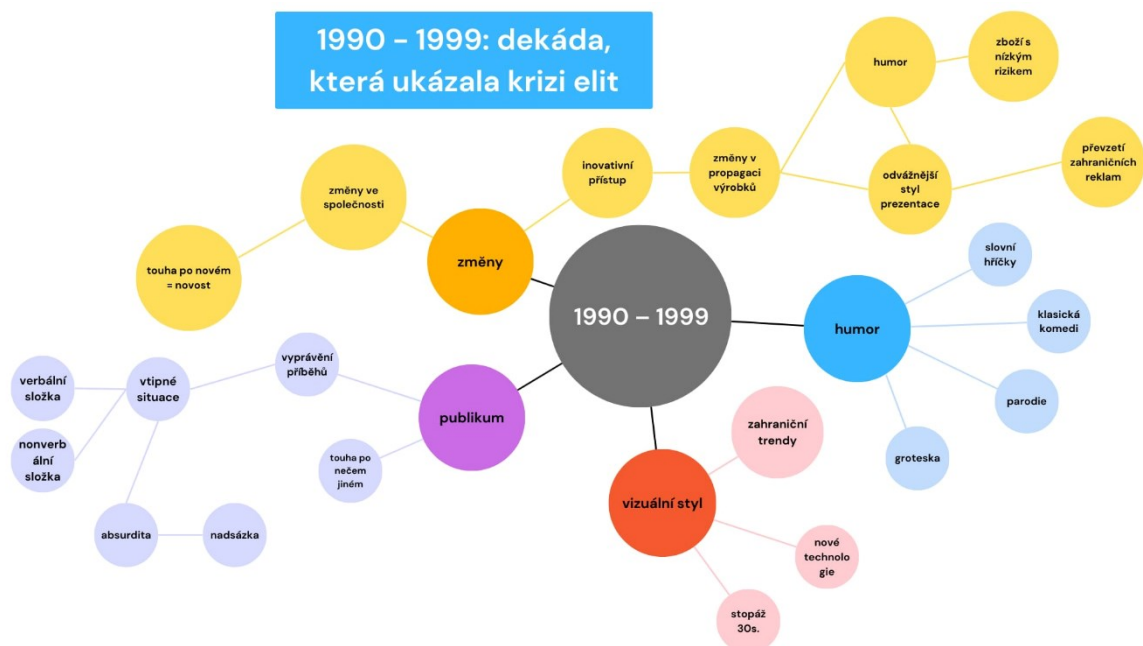 1990 – 1999: dekáda,
která ukázala krizi elit
humor
zboží s
nízkým
rizikem
inovativní
přístup
změny v
propagaci
výrobků
odvážnější
styl
prezentace
převzetí
zahraničních
reklam
změny ve
společnosti
touha po novém
= novost
změny
1990 – 1999
humor
slovní
hříčky
klasická
komedi
parodie
groteska
publikum
vyprávění
příběhů
vtipné
situace
verbální
složka
nonverb
ální
složka
absurdita
nadsázka
touha po
nečem
jiném
vizuální styl
zahraniční
trendy
nové
technolo
gie
stopáž
30s.